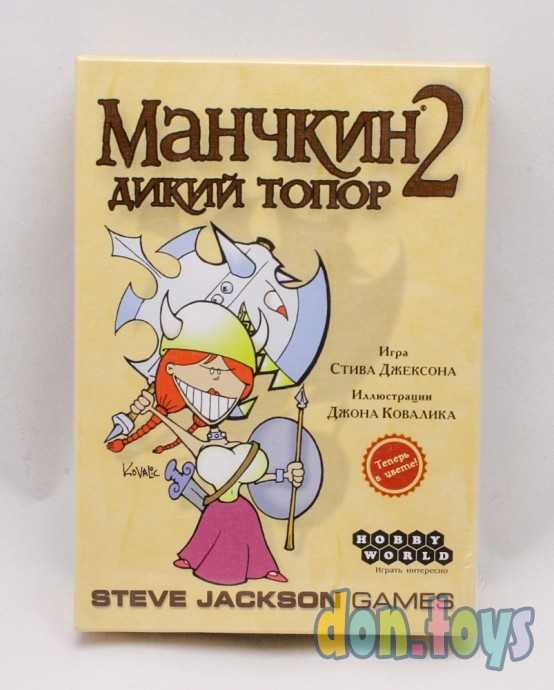 Манчкин® 2
дикий топор
Игра
Стива Джексона
Иллюстрации
Джона Ковалика
Теперь
в цвете!
KOVALIC
HOBBY
WORLD
Играть интересно
STEVE JACKSON GAMES
don.toys